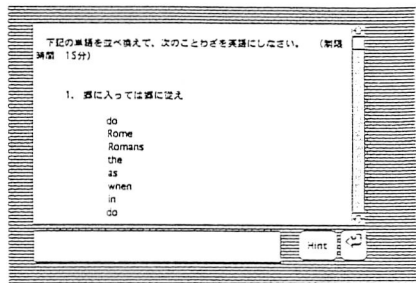 下記の単語を並べ換えて、次のことわざを英語にしなさい。 (制限
時間 15分)
1. 郷に入っては郷に従え
do
Rome
Romans
the
as
when
in
do
Hint